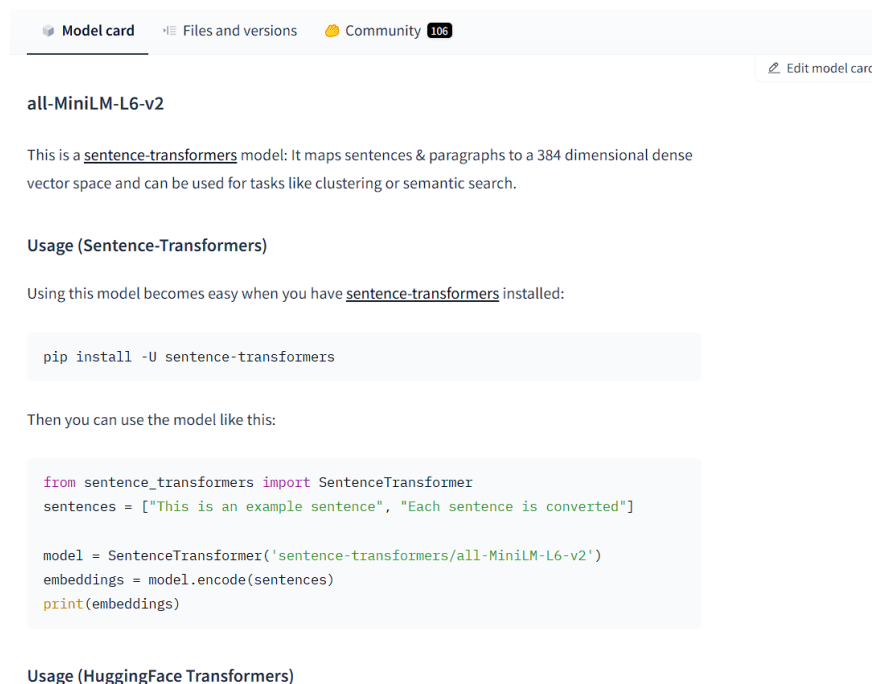 Model card Files and versions Community 106
Edit model card
all-MiniLM-L6-v2
This is a sentence-transformers model: It maps sentences & paragraphs to a 384 dimensional dense
vector space and can be used for tasks like clustering or semantic search.
Usage (Sentence-Transformers)
Using this model becomes easy when you have sentence-transformers installed:
pip install -U sentence-transformers
Then you can use the model like this:
from sentence_transformers import SentenceTransformer
sentences = ["This is an example sentence", "Each sentence is converted"]
model = SentenceTransformer('sentence-transformers/all-MiniLM-L6-v2')
embeddings = model.encode(sentences)
print(embeddings)
Usage (HuggingFace Transformers)